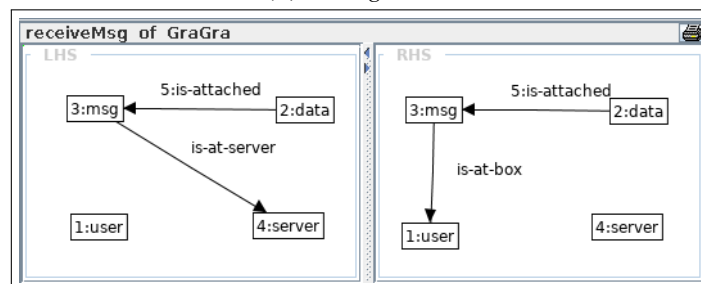 receiveMsg of GraGra
LHS
5:is-attached
3:msg
2:data
is-at-server
1:user
4:server
RHS
5:is-attached
3:msg
2:data
is-at-box
1:user
4:server